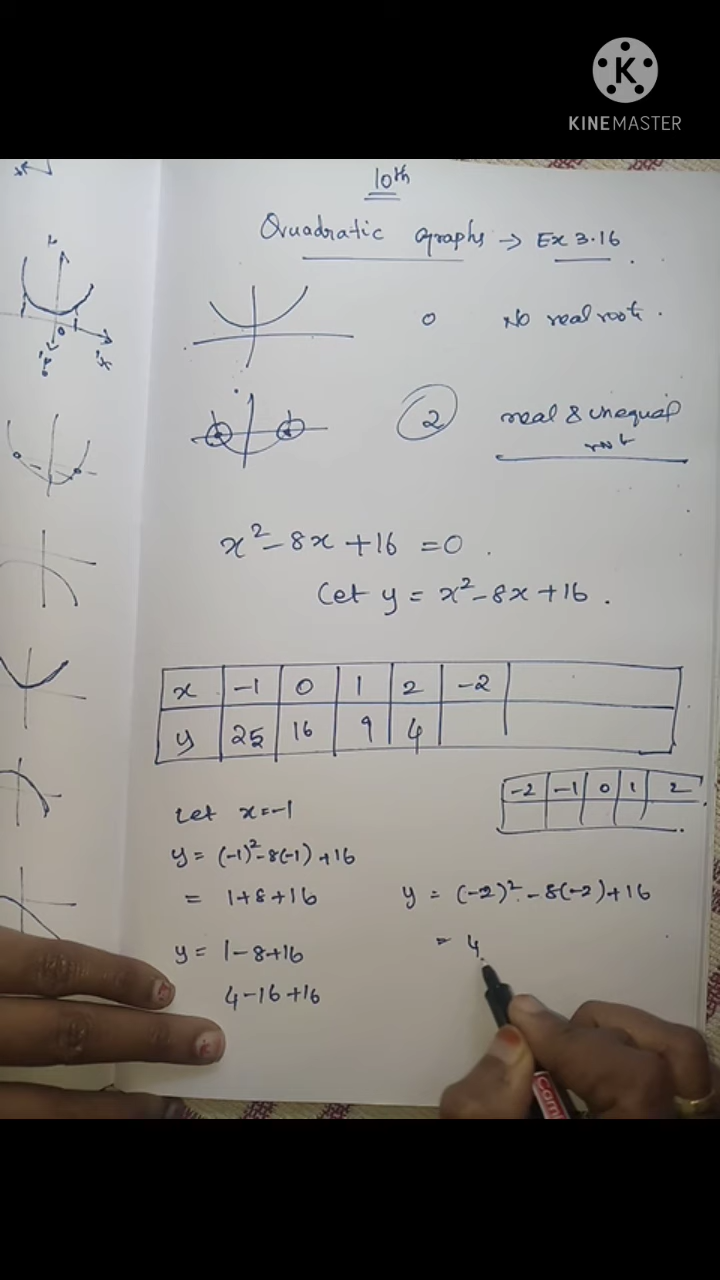 K
KINEMASTER
10th
Quadratic Graphs → Ex 3.16
0 No real roots.
2 real & unequal
x² - 8x + 16 = 0.
Let y = x² - 8x + 16.
x -1 0 1 2 -2
y 25 16 9 4
-2 -1 0 1 2
Let x = -1
y = (-1)² - 8(-1) + 16
= 1 + 8 + 16
y = (-2)² - 8(-2) + 16
y = 1 - 8 + 16
= 4
4 - 16 + 16